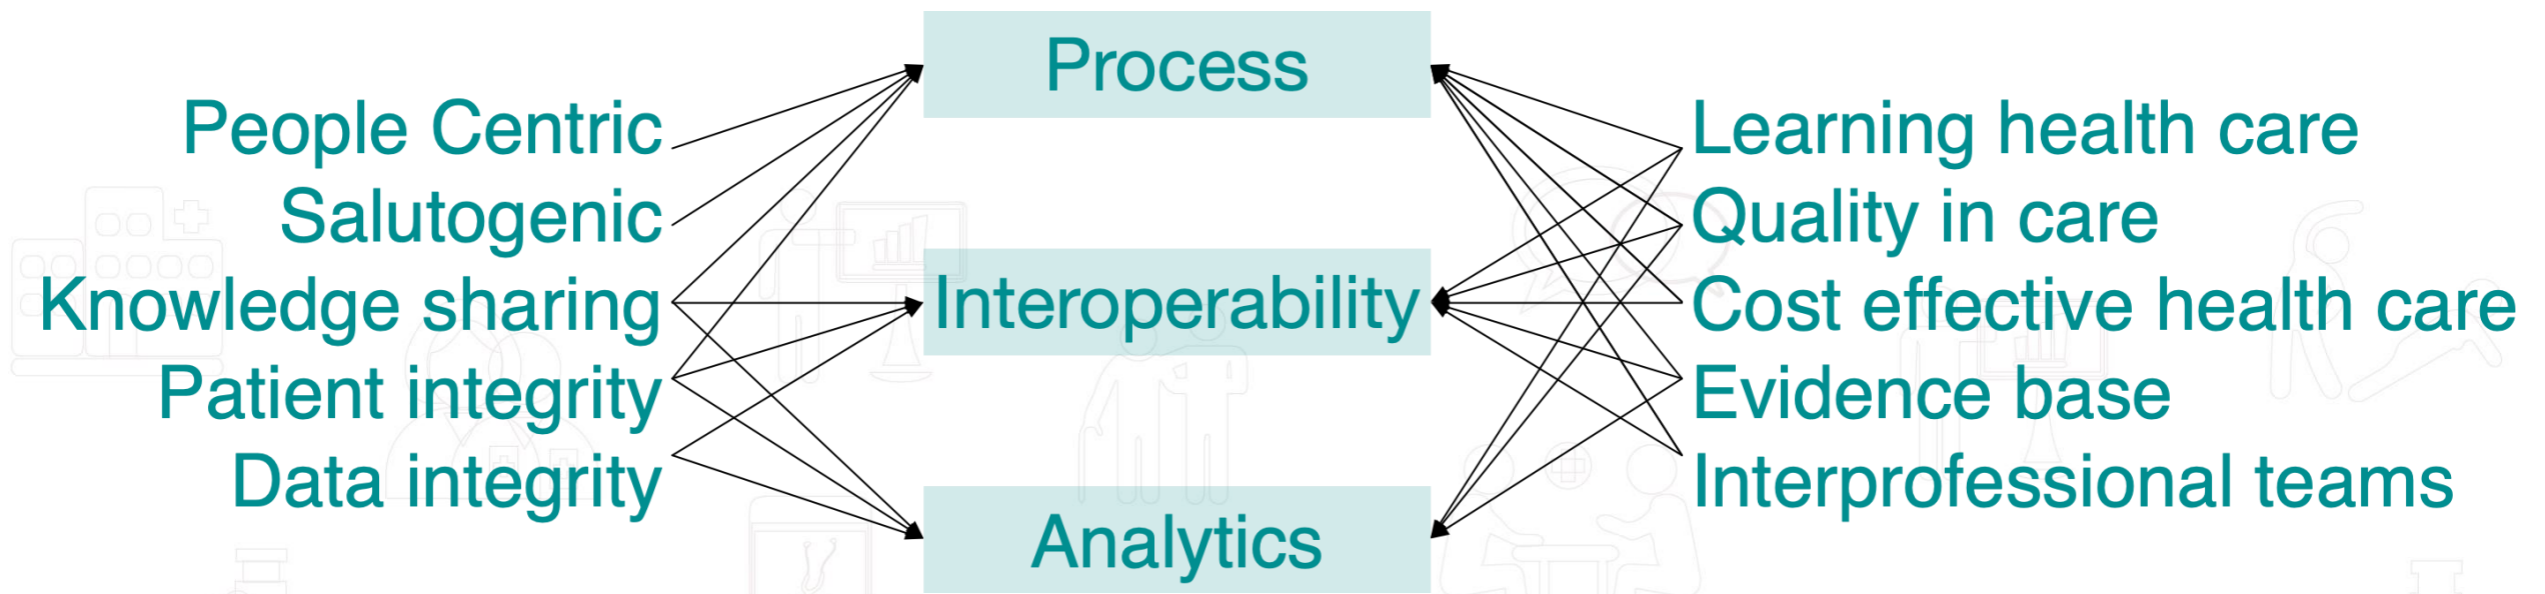 Process
People Centric
Salutogenic
Knowledge sharing
Patient integrity
Data integrity
Interoperability
Analytics
Learning health care
Quality in care
Cost effective health care
Evidence base
Interprofessional teams